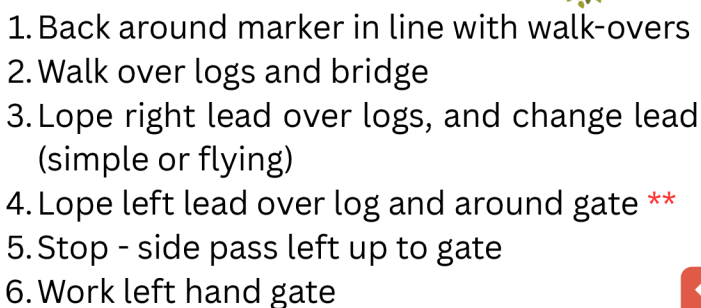 1. Back around marker in line with walk-overs
2. Walk over logs and bridge
3. Lope right lead over logs, and change lead
(simple or flying)
4. Lope left lead over log and around gate **
5. Stop - side pass left up to gate
6. Work left hand gate